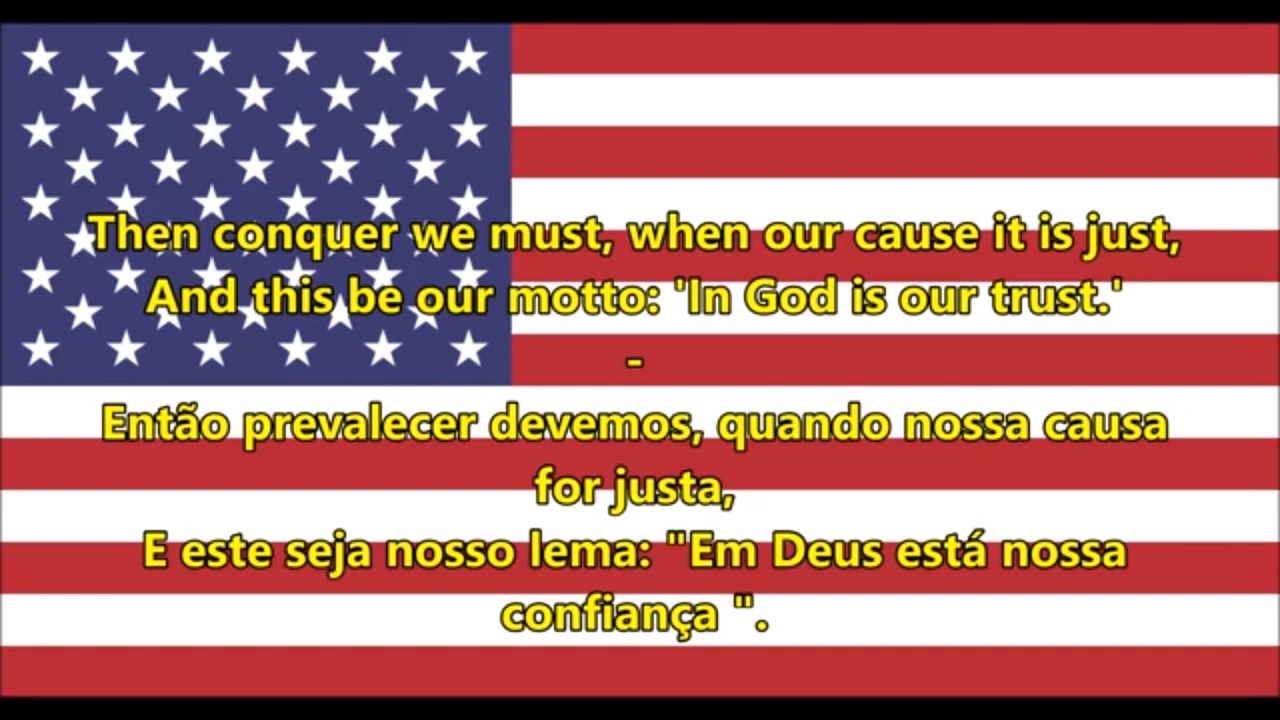 Then conquer we must, when our cause it is just,
And this be our motto: 'In God is our trust.'
-
Então prevalecer devemos, quando nossa causa
for justa,
E este seja nosso lema: "Em Deus está nossa
confiança ".